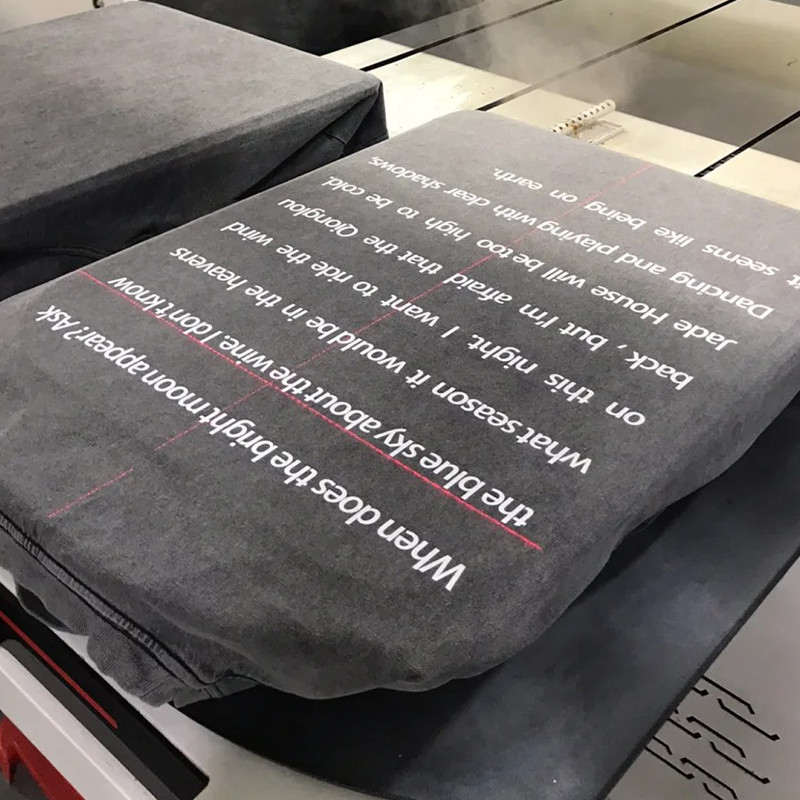 When does the bright moon appear? Ask
the blue sky about the wine. I don't know
what season it would be in the heavens
on this night. I want to ride the wind
back, but I'm afraid that the Qionglou
Jade House will be too high to be cold.
Dancing and playing with clear shadows.
it seems like being on earth.